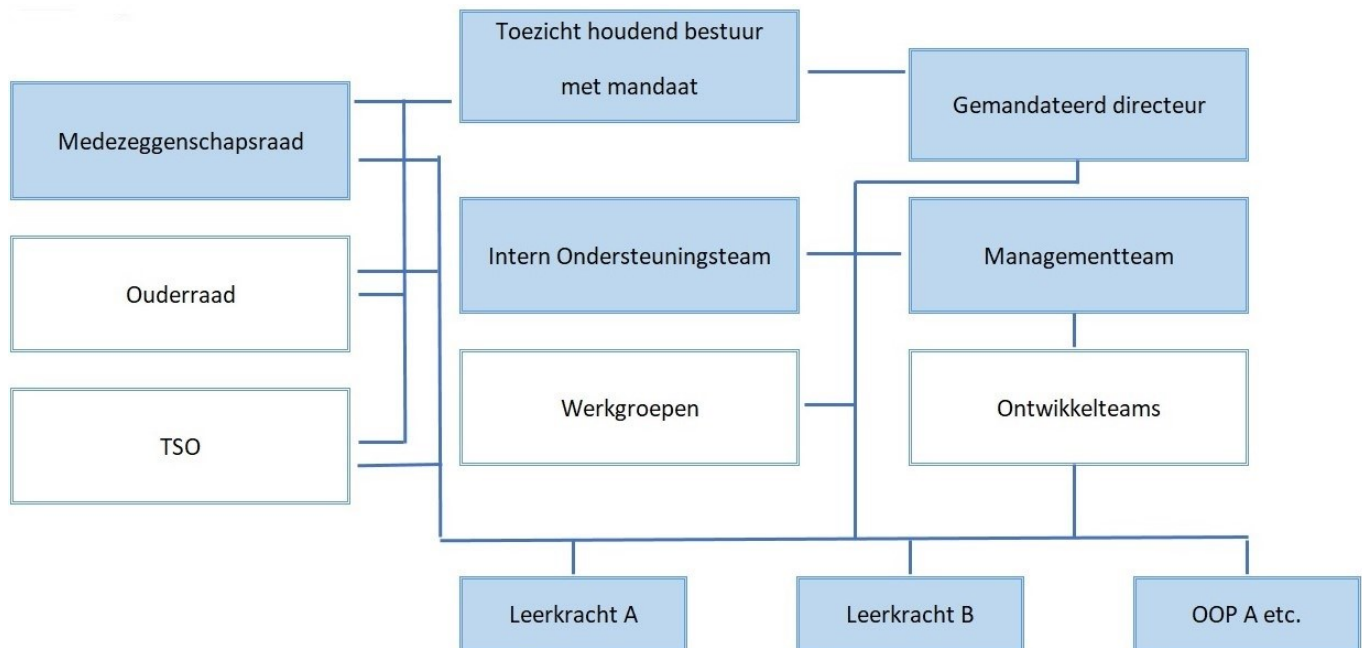 Toezicht houdend bestuur
met mandaat
Gemandateerd directeur
Medezeggenschapsraad
Intern Ondersteuningsteam
Managementteam
Ouderraad
Werkgroepen
Ontwikkelteams
TSO
Leerkracht A
Leerkracht B
OOP A etc.